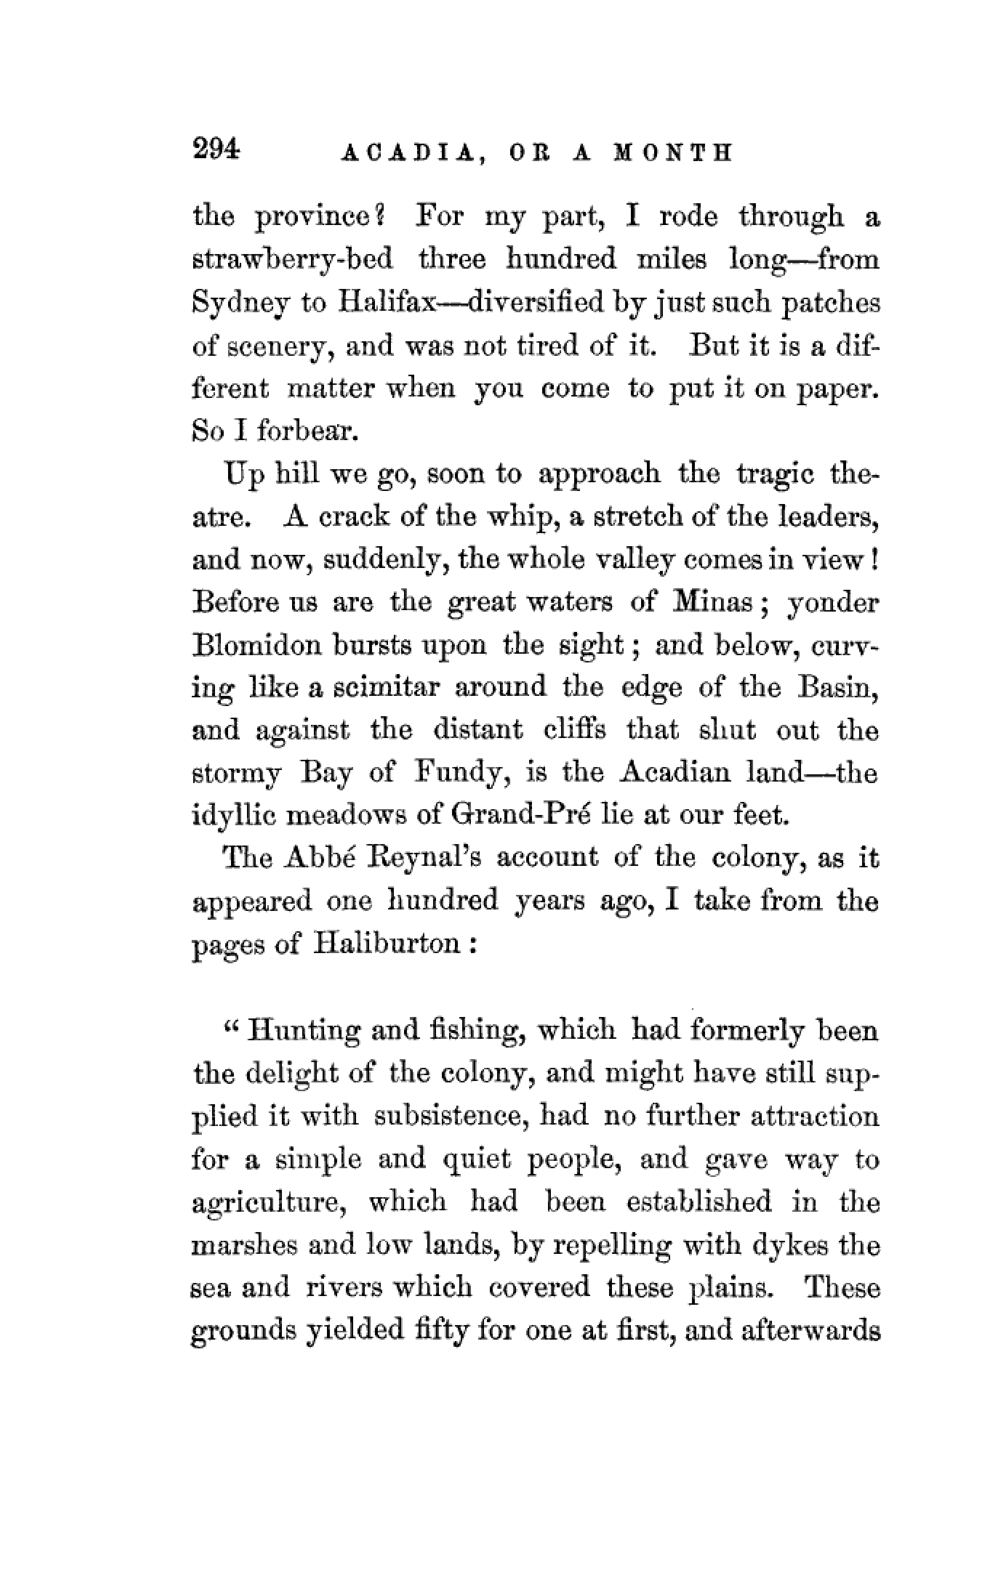 294 ACADIA, OR A MONTH
the province? For my part, I rode through a
strawberry-bed three hundred miles long—from
Sydney to Halifax—diversified by just such patches
of scenery, and was not tired of it. But it is a dif-
ferent matter when you come to put it on paper.
So I forbear.
Up hill we go, soon to approach the tragic the-
atre. A crack of the whip, a stretch of the leaders,
and now, suddenly, the whole valley comes in view!
Before us are the great waters of Minas; yonder
Blomidon bursts upon the sight; and below, curv-
ing like a scimitar around the edge of the Basin,
and against the distant cliffs that shut out the
stormy Bay of Fundy, is the Acadian land—the
idyllic meadows of Grand-Pré lie at our feet.
The Abbé Reynal's account of the colony, as it
appeared one hundred years ago, I take from the
pages of Haliburton:
"Hunting and fishing, which had formerly been
the delight of the colony, and might have still sup-
plied it with subsistence, had no further attraction
for a simple and quiet people, and gave way to
agriculture, which had been established in the
marshes and low lands, by repelling with dykes the
sea and rivers which covered these plains. These
grounds yielded fifty for one at first, and afterwards